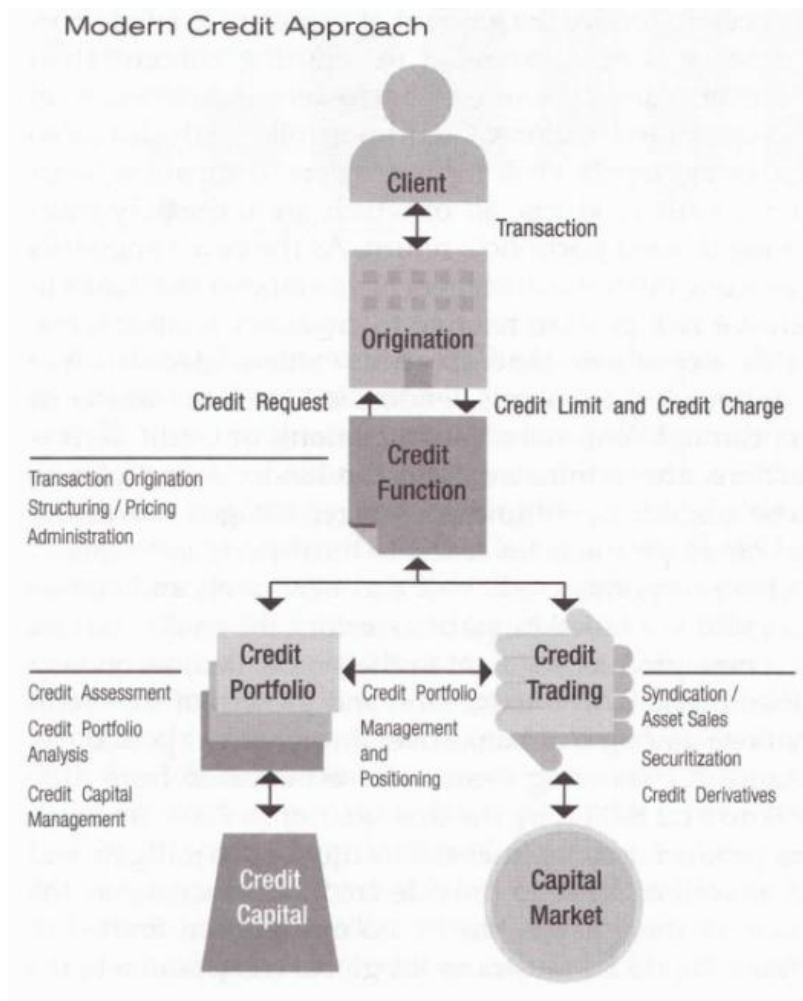 Modern Credit Approach
Client
Transaction
Origination
Credit Request
Credit Limit and Credit Charge
Credit
Function
Transaction Origination
Structuring / Pricing
Administration
Credit
Portfolio
Credit
Trading
Credit Assessment
Credit Portfolio
Analysis
Credit Capital
Management
Credit Portfolio
Management
and
Positioning
Syndication /
Asset Sales
Securitization
Credit Derivatives
Credit
Capital
Capital
Market